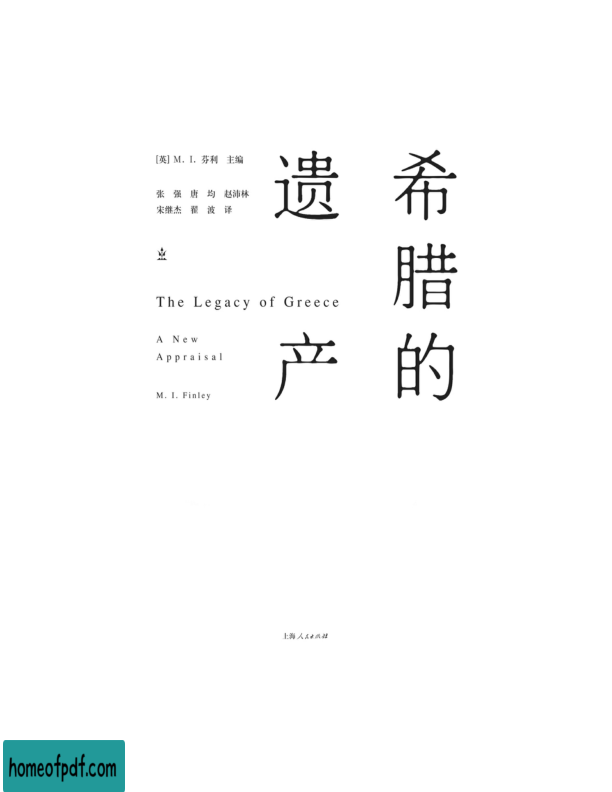 希腊的
遗产
[英] M. I. 芬利 主编
张 强 唐 均 赵沛林
宋继杰 翟 波 译
The Legacy of Greece
A New
Appraisal
M. I. Finley
上海人民出版社
homeofpdf.com